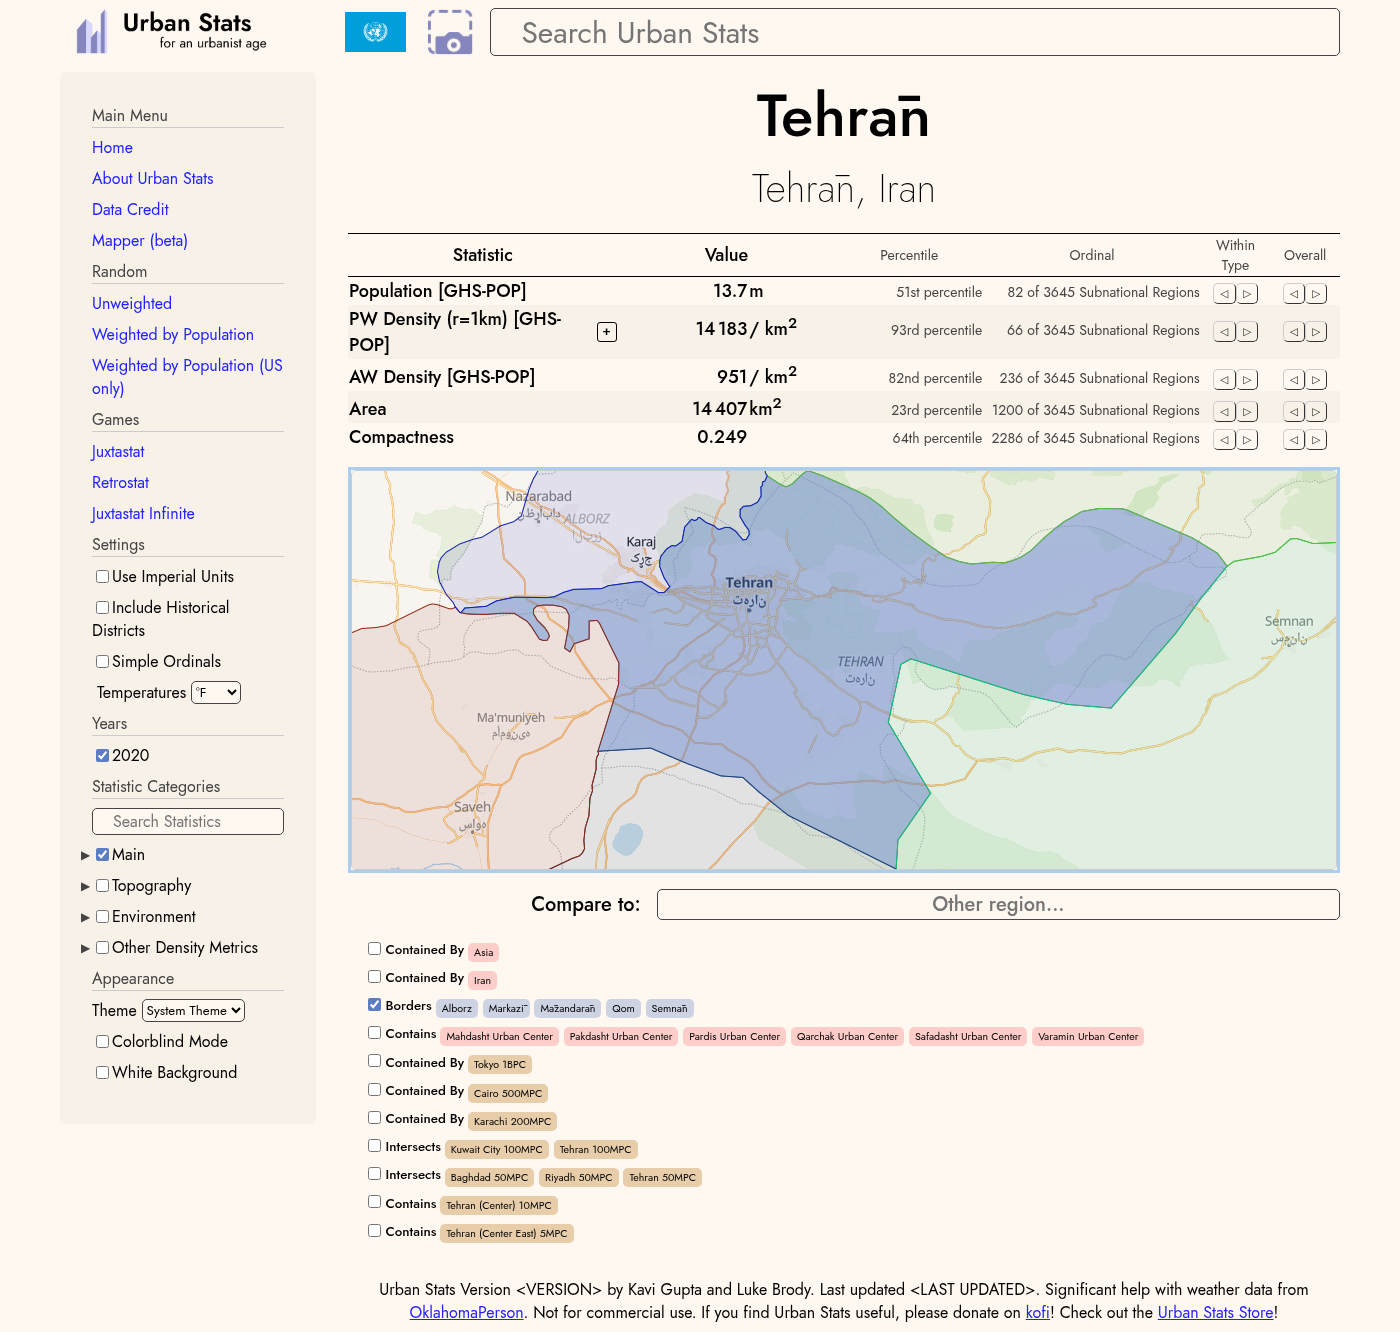 Urban Stats
for an urbanist age
Search Urban Stats
Main Menu
Home
About Urban Stats
Data Credit
Mapper (beta)
Random
Unweighted
Weighted by Population
Weighted by Population (US
only)
Games
Juxtastat
Retrostat
Juxtastat Infinite
Settings
Use Imperial Units
Include Historical
Districts
Simple Ordinals
Temperatures °F
Years
2020
Statistic Categories
Search Statistics
Main
Topography
Environment
Other Density Metrics
Appearance
Theme System Theme
Colorblind Mode
White Background
Tehrān
Tehrān, Iran
Statistic Value Percentile Ordinal Within Type Overall
Population [GHS-POP] 13.7 m 51st percentile 82 of 3645 Subnational Regions
PW Density (r=1km) [GHS-POP] + 14 183 / km² 93rd percentile 66 of 3645 Subnational Regions
AW Density [GHS-POP] 951 / km² 82nd percentile 236 of 3645 Subnational Regions
Area 14 407 km² 23rd percentile 1200 of 3645 Subnational Regions
Compactness 0.249 64th percentile 2286 of 3645 Subnational Regions
Nazarabad
نظرآباد
ALBORZ
البرز
Karaj
کرج
Tehran
تهران
TEHRAN
تهران
Semnan
سمنان
Ma'muniyeh
مأمونیه
Saveh
ساوه
Compare to: Other region...
Contained By Asia
Contained By Iran
Borders Alborz Markazī Māzandarān Qom Semnān
Contains Mahdasht Urban Center Pakdasht Urban Center Pardis Urban Center Qarchak Urban Center Safadasht Urban Center Varamin Urban Center
Contained By Tokyo 1BPC
Contained By Cairo 500MPC
Contained By Karachi 200MPC
Intersects Kuwait City 100MPC Tehran 100MPC
Intersects Baghdad 50MPC Riyadh 50MPC Tehran 50MPC
Contains Tehran (Center) 10MPC
Contains Tehran (Center East) 5MPC
Urban Stats Version <VERSION> by Kavi Gupta and Luke Brody. Last updated <LAST UPDATED>. Significant help with weather data from
OklahomaPerson. Not for commercial use. If you find Urban Stats useful, please donate on kofi! Check out the Urban Stats Store!